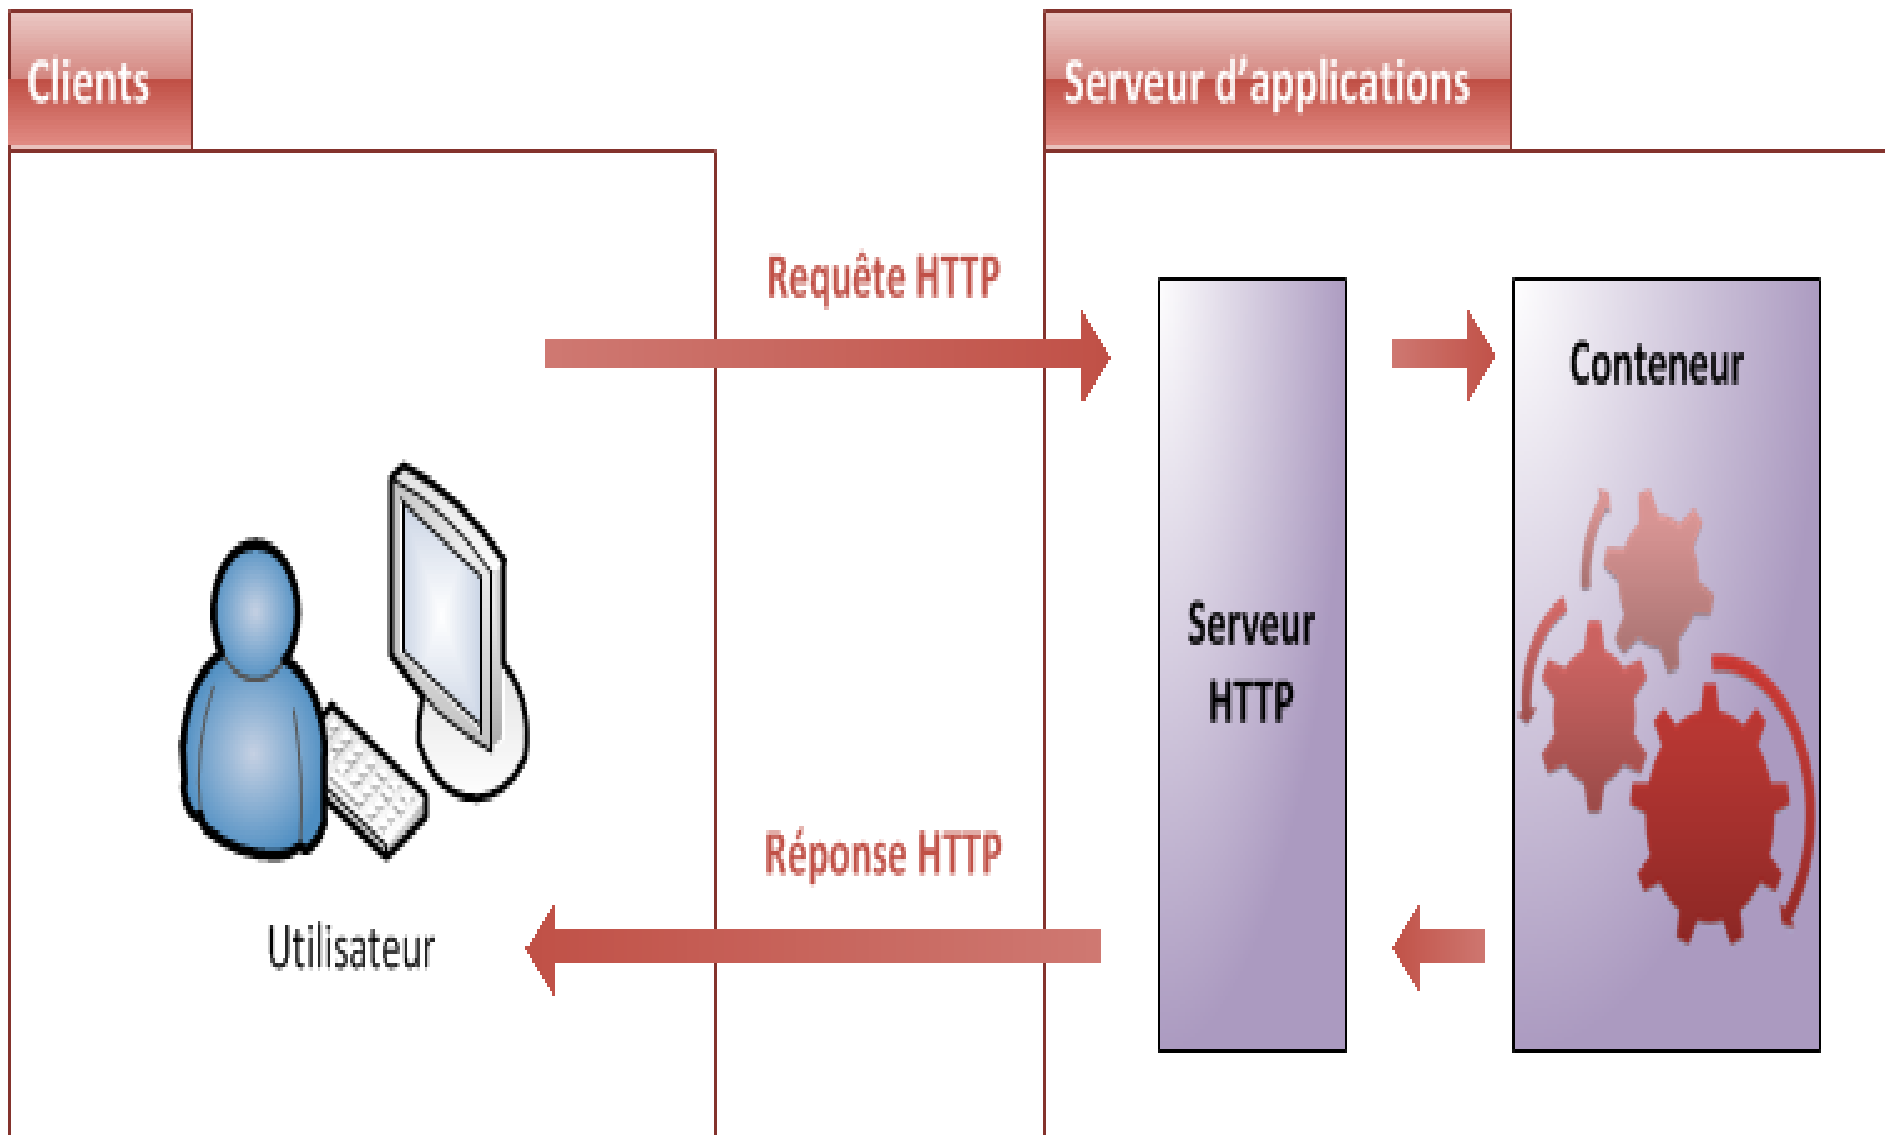 Clients
Serveur d'applications
Requête HTTP
Conteneur
Serveur
HTTP
Réponse HTTP
Utilisateur